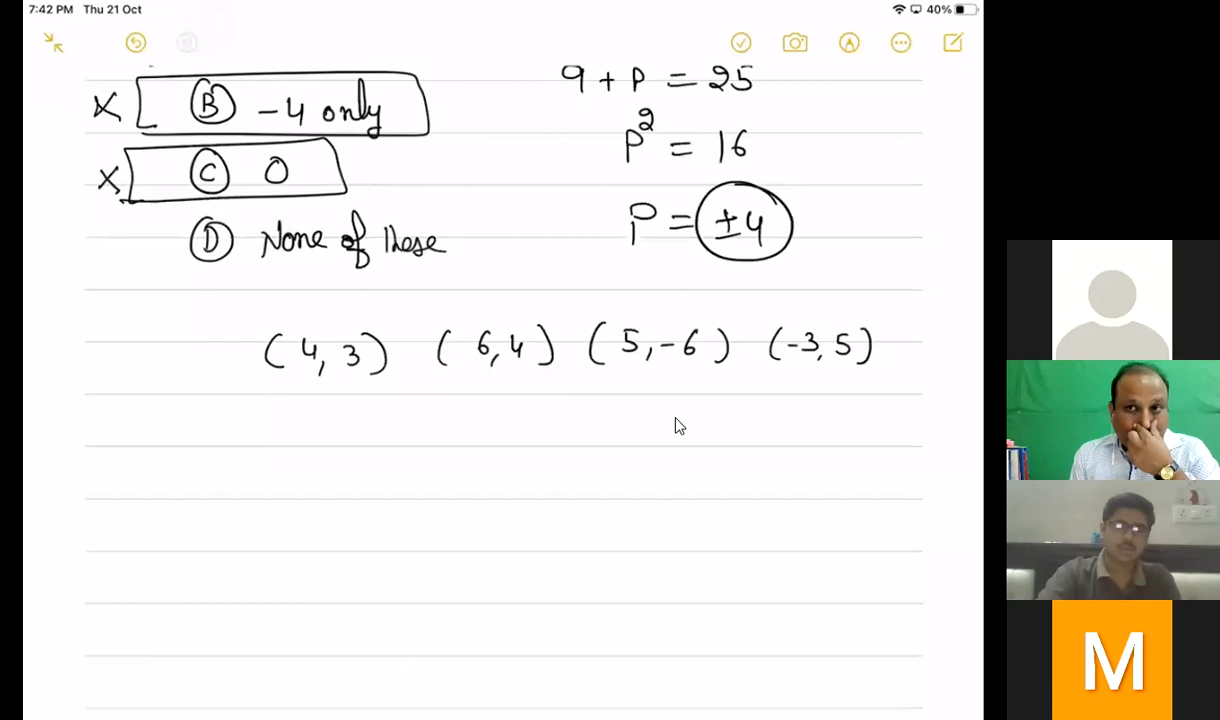 7:42 PM Thu 21 Oct
40%
9 + P = 25
X B -4 only
P² = 16
X C 0
P = ±4
D None of these
(4, 3) (6, 4) (5, -6) (-3, 5)
M